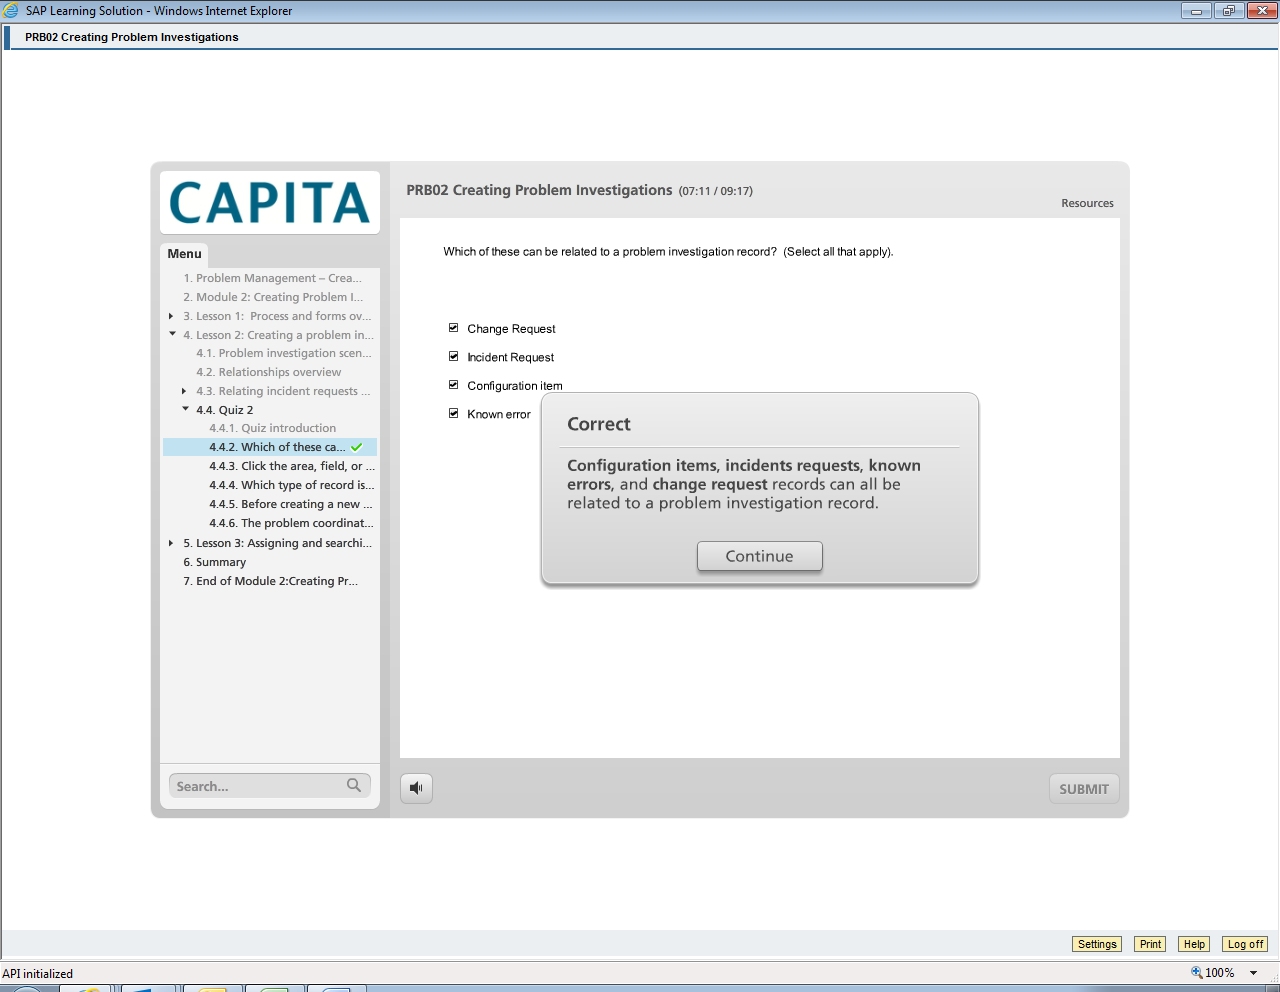 SAP Learning Solution - Windows Internet Explorer
PRB02 Creating Problem Investigations
CAPITA
PRB02 Creating Problem Investigations (07:11 / 09:17)
Resources
Menu
1. Problem Management – Crea...
2. Module 2: Creating Problem I...
3. Lesson 1: Process and forms ov...
4. Lesson 2: Creating a problem in...
4.1. Problem investigation scen...
4.2. Relationships overview
4.3. Relating incident requests ...
4.4. Quiz 2
4.4.1. Quiz introduction
4.4.2. Which of these ca...
4.4.3. Click the area, field, or ...
4.4.4. Which type of record is...
4.4.5. Before creating a new ...
4.4.6. The problem coordinat...
5. Lesson 3: Assigning and searchi...
6. Summary
7. End of Module 2:Creating Pr...
Search...
Which of these can be related to a problem investigation record? (Select all that apply).
Change Request
Incident Request
Configuration item
Known error
Correct
Configuration items, incidents requests, known
errors, and change request records can all be
related to a problem investigation record.
Continue
SUBMIT
Settings
Print
Help
Log off
API initialized
100%